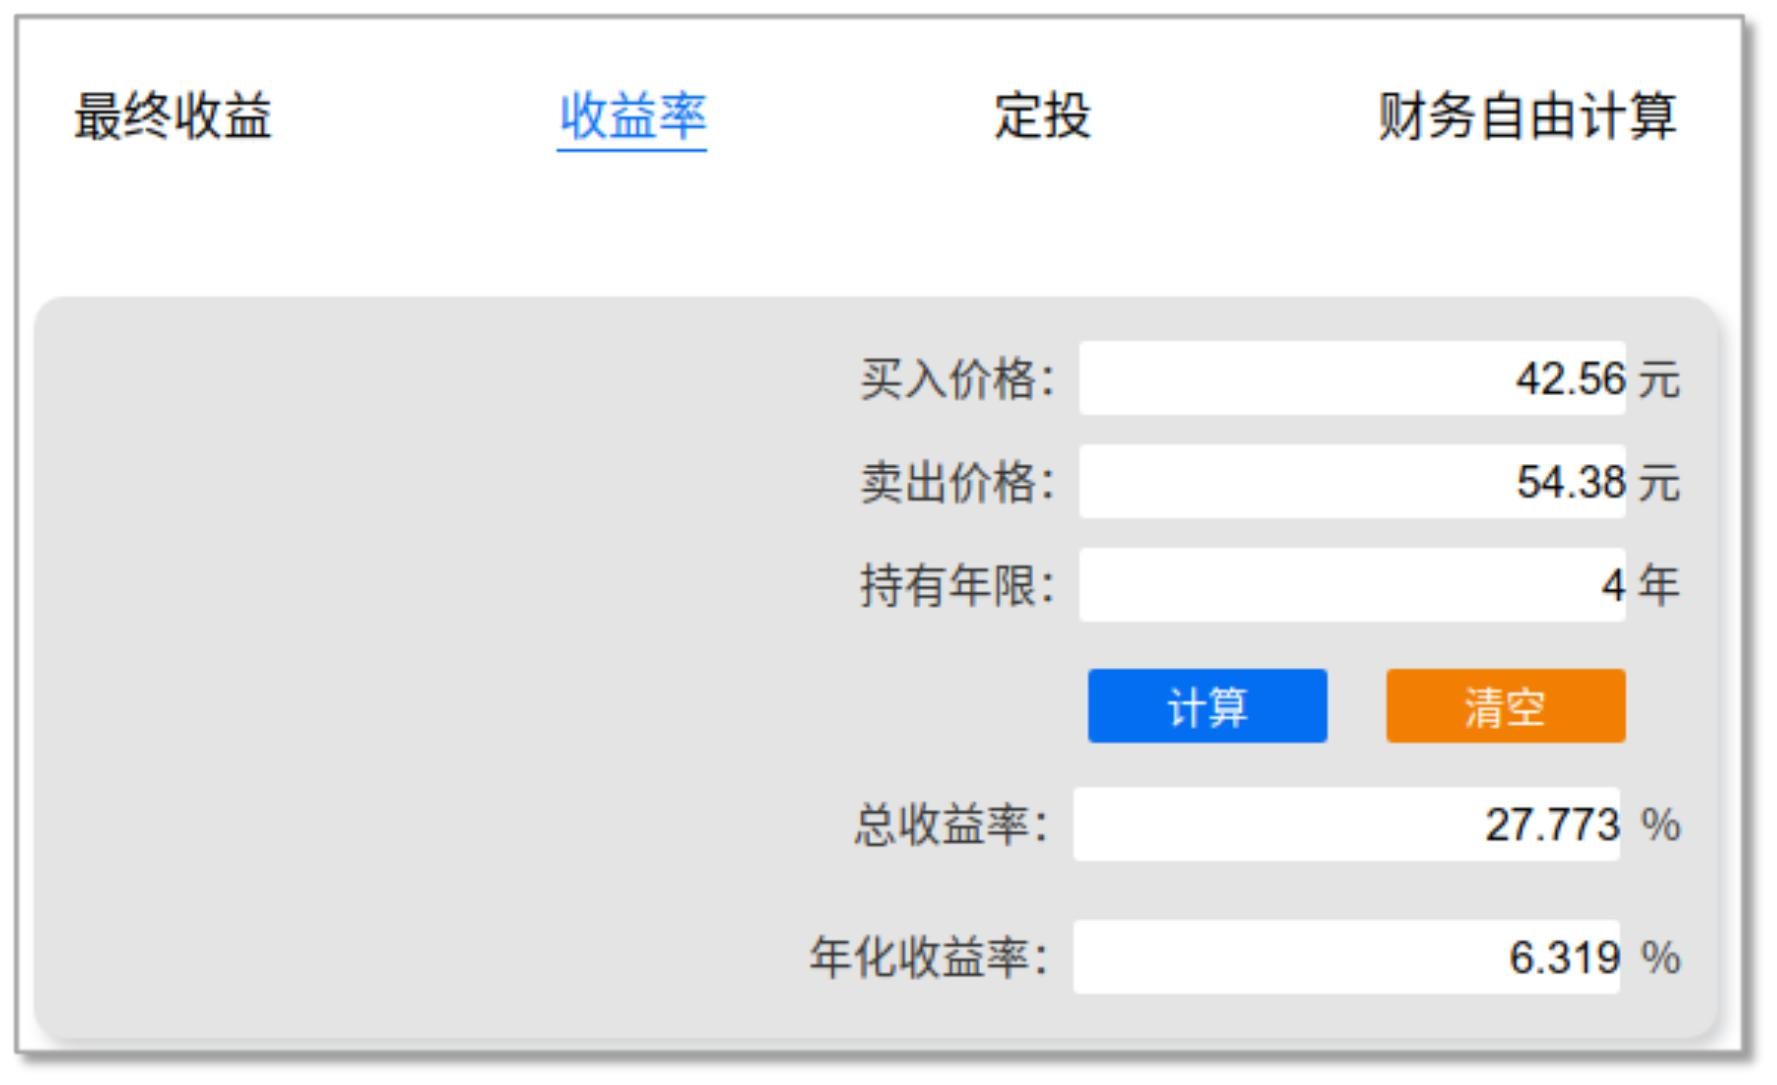 最终收益 收益率 定投 财务自由计算
买入价格： 42.56 元
卖出价格： 54.38 元
持有年限： 4 年
计算 清空
总收益率： 27.773 %
年化收益率： 6.319 %